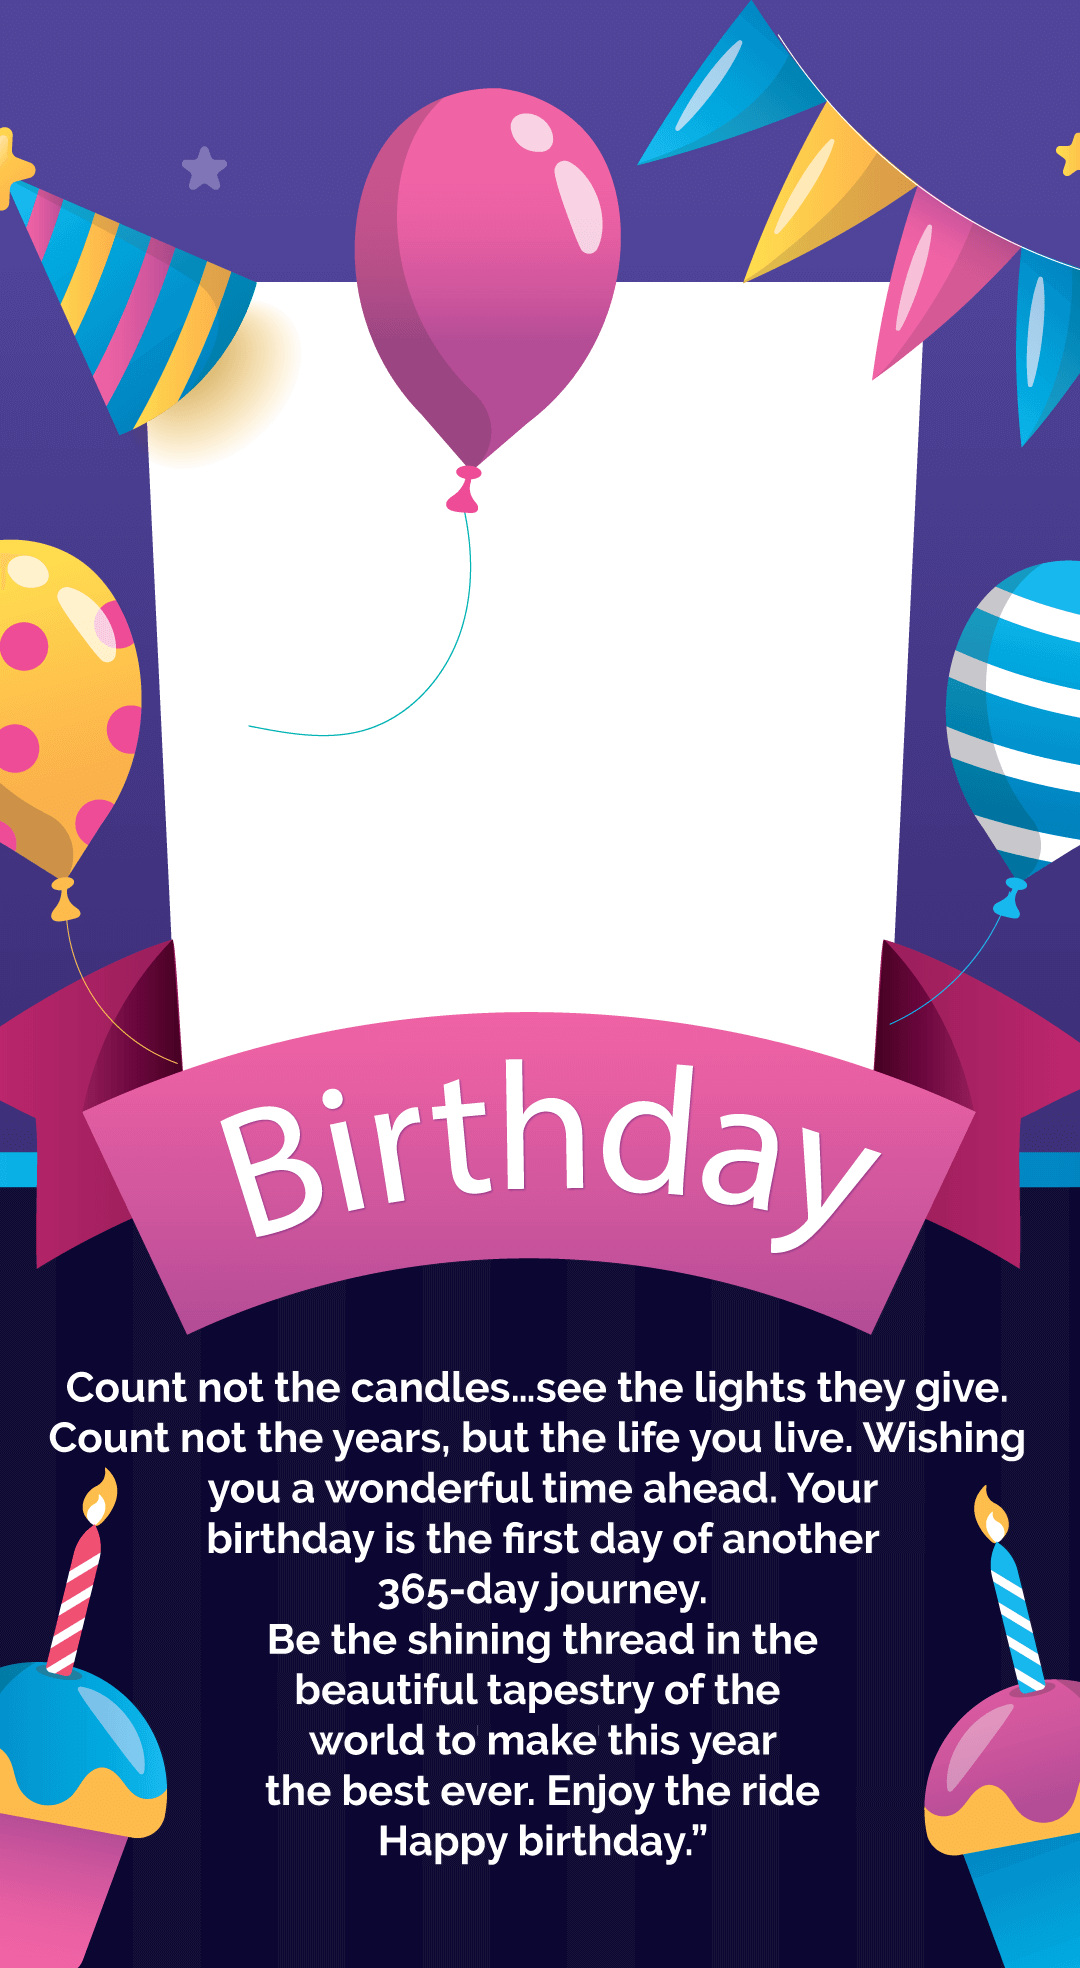 Birthday
Count not the candles...see the lights they give.
Count not the years, but the life you live. Wishing
you a wonderful time ahead. Your
birthday is the first day of another
365-day journey.
Be the shining thread in the
beautiful tapestry of the
world to make this year
the best ever. Enjoy the ride
Happy birthday.”